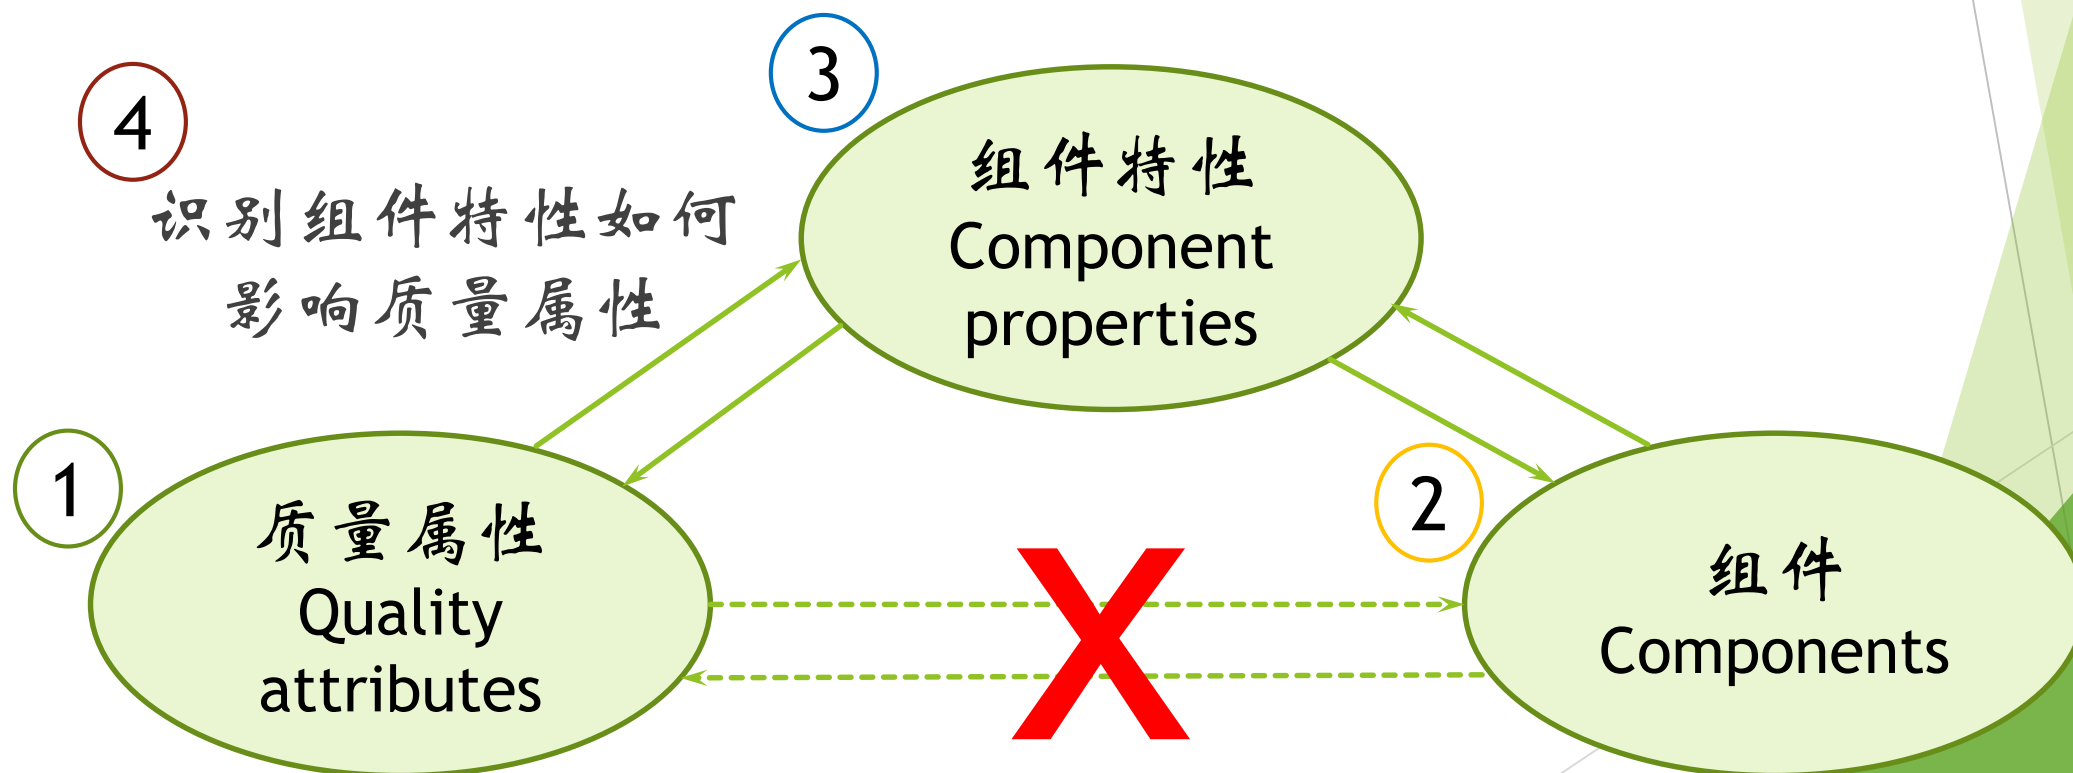 3
4
识别组件特性如何
影响质量属性
组件特性
Component
properties
1
质量属性
Quality
attributes
X
2
组件
Components